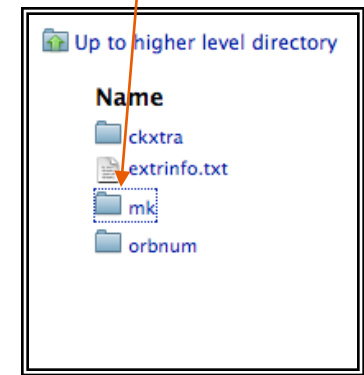 Up to higher level directory
Name
ckxtra
extrinfo.txt
mk
orbnum